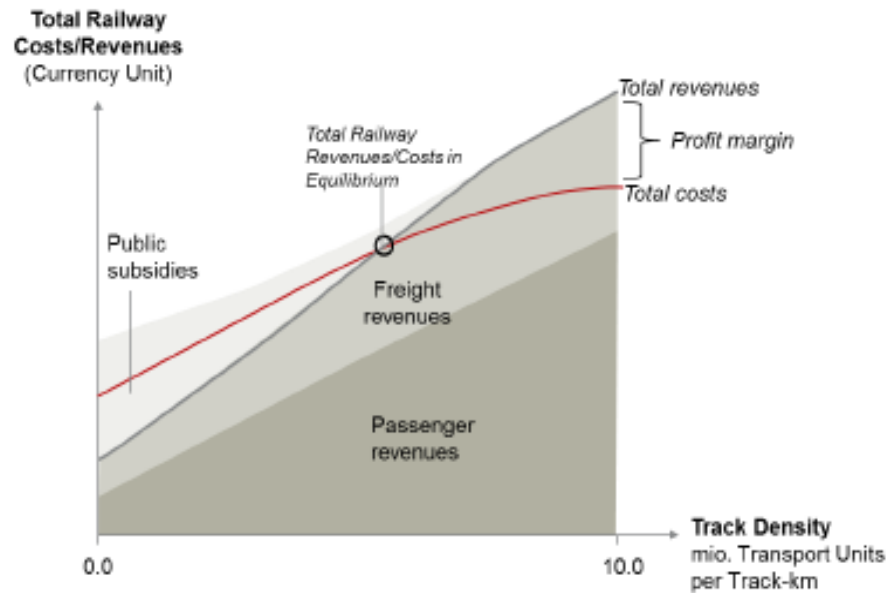 Total Railway
Costs/Revenues
(Currency Unit)
Total revenues
Total Railway
Revenues/Costs in
Equilibrium
Profit margin
Total costs
Public
subsidies
Freight
revenues
Passenger
revenues
Track Density
mio. Transport Units
per Track-km
0.0
10.0